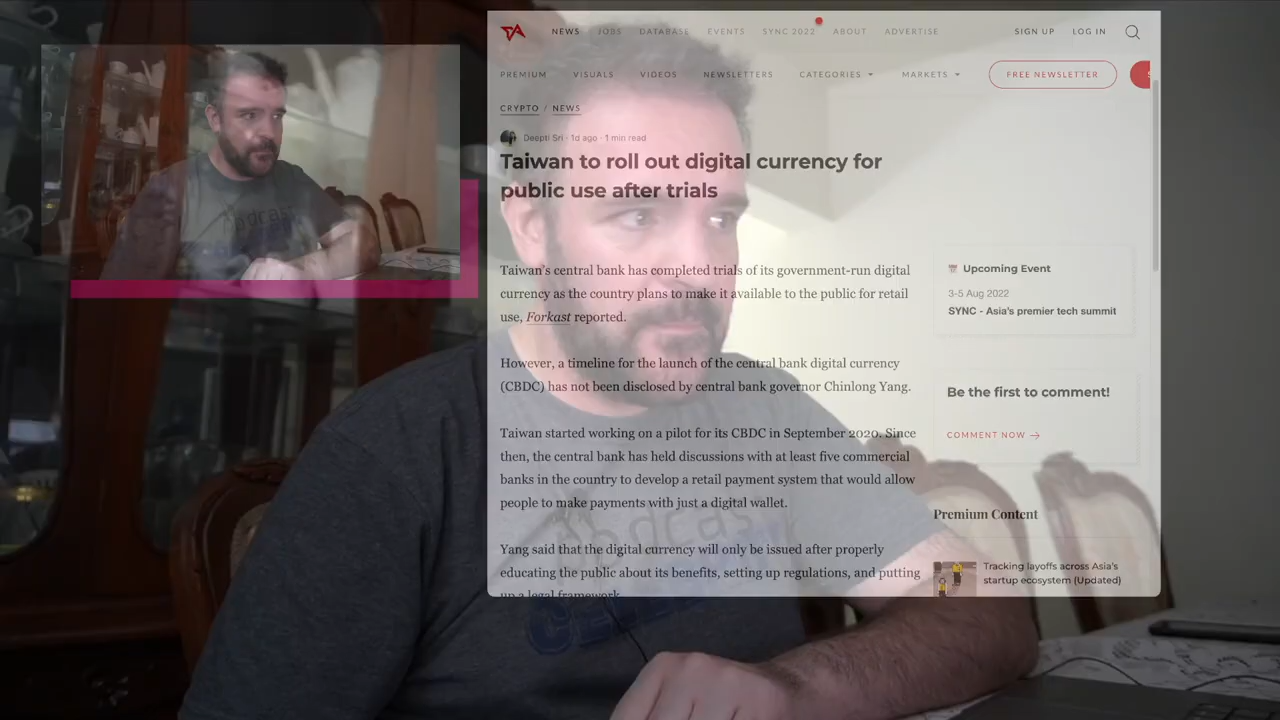 NEWS JOBS DATABASE EVENTS SYNC 2022 ABOUT ADVERTISE SIGN UP LOG IN
PREMIUM VISUALS VIDEOS NEWSLETTERS CATEGORIES MARKETS FREE NEWSLETTER
CRYPTO / NEWS
Deepti Sri · 1d ago · 1 min read
Taiwan to roll out digital currency for
public use after trials
Taiwan's central bank has completed trials of its government-run digital
currency as the country plans to make it available to the public for retail
use, Forkast reported.
However, a timeline for the launch of the central bank digital currency
(CBDC) has not been disclosed by central bank governor Chinlong Yang.
Taiwan started working on a pilot for its CBDC in September 2020. Since
then, the central bank has held discussions with at least five commercial
banks in the country to develop a retail payment system that would allow
people to make payments with just a digital wallet.
Yang said that the digital currency will only be issued after properly
educating the public about its benefits, setting up regulations, and putting
up a legal framework.
Upcoming Event
3-5 Aug 2022
SYNC - Asia's premier tech summit
Be the first to comment!
COMMENT NOW →
Premium Content
Tracking layoffs across Asia's
startup ecosystem (Updated)
Podcast